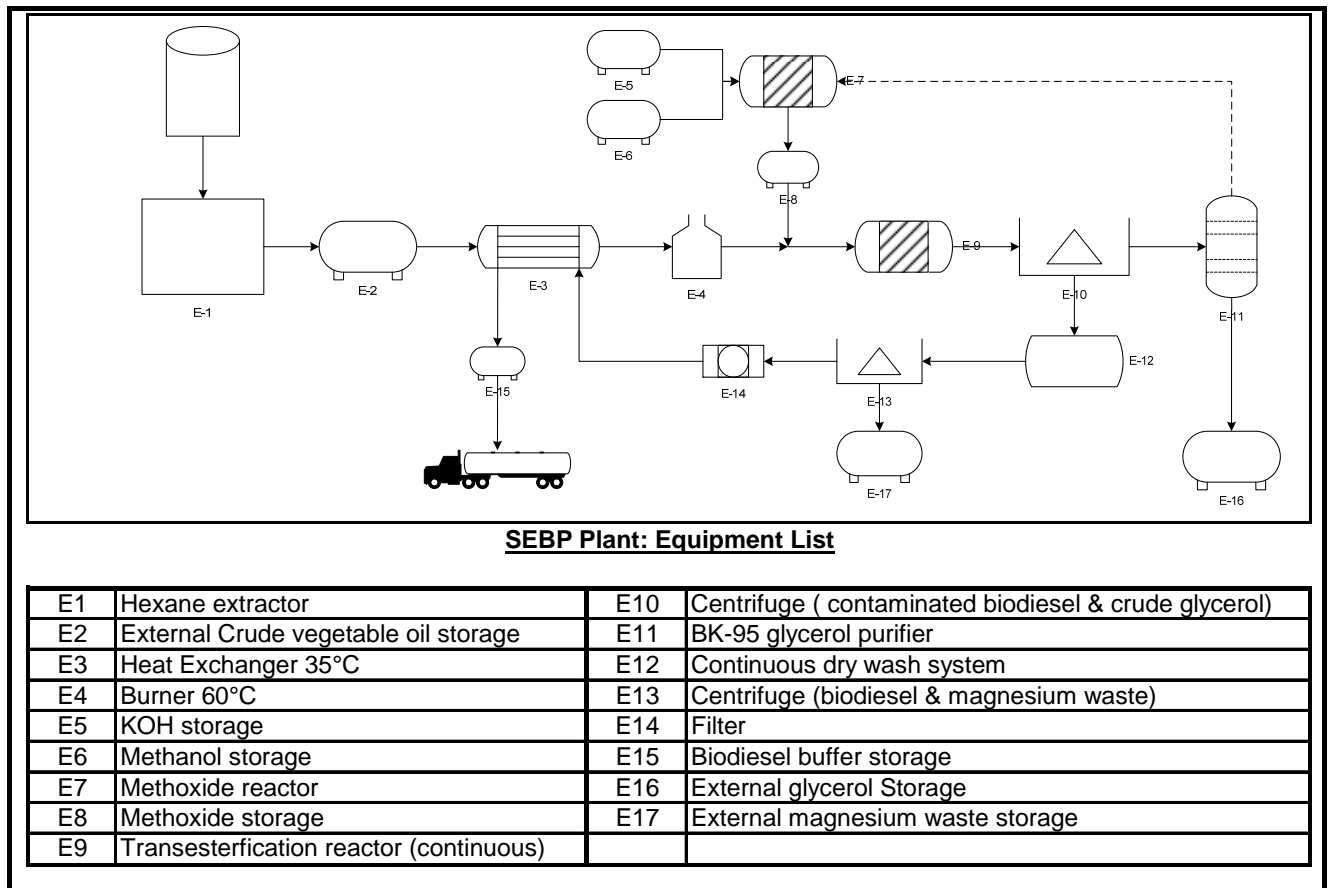 E-5
E-7
E-6
E-8
E-1
E-2
E-3
E-4
E-9
E-10
E-11
E-12
E-13
E-14
E-15
E-16
E-17
SEBP Plant: Equipment List
E1 Hexane extractor E10 Centrifuge ( contaminated biodiesel & crude glycerol)
E2 External Crude vegetable oil storage E11 BK-95 glycerol purifier
E3 Heat Exchanger 35°C E12 Continuous dry wash system
E4 Burner 60°C E13 Centrifuge (biodiesel & magnesium waste)
E5 KOH storage E14 Filter
E6 Methanol storage E15 Biodiesel buffer storage
E7 Methoxide reactor E16 External glycerol Storage
E8 Methoxide storage E17 External magnesium waste storage
E9 Transesterfication reactor (continuous)